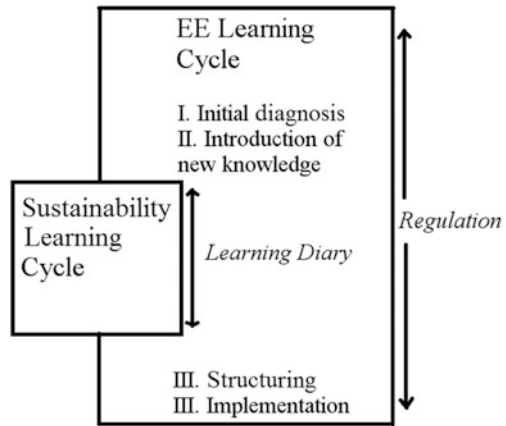 EE Learning
Cycle
I. Initial diagnosis
II. Introduction of
new knowledge
Sustainability
Learning
Cycle
Learning Diary
Regulation
III. Structuring
III. Implementation